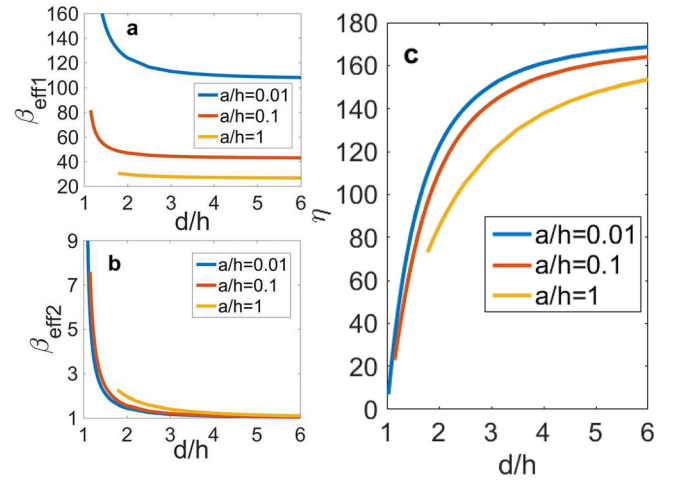 160
140
120
100
80
60
40
20
β_eff1
a
a/h=0.01
a/h=0.1
a/h=1
1 2 3 4 5 6
d/h
9
7
5
3
1
β_eff2
b
a/h=0.01
a/h=0.1
a/h=1
1 2 3 4 5 6
d/h
180
160
140
120
100
80
60
40
20
0
η
c
a/h=0.01
a/h=0.1
a/h=1
1 2 3 4 5 6
d/h